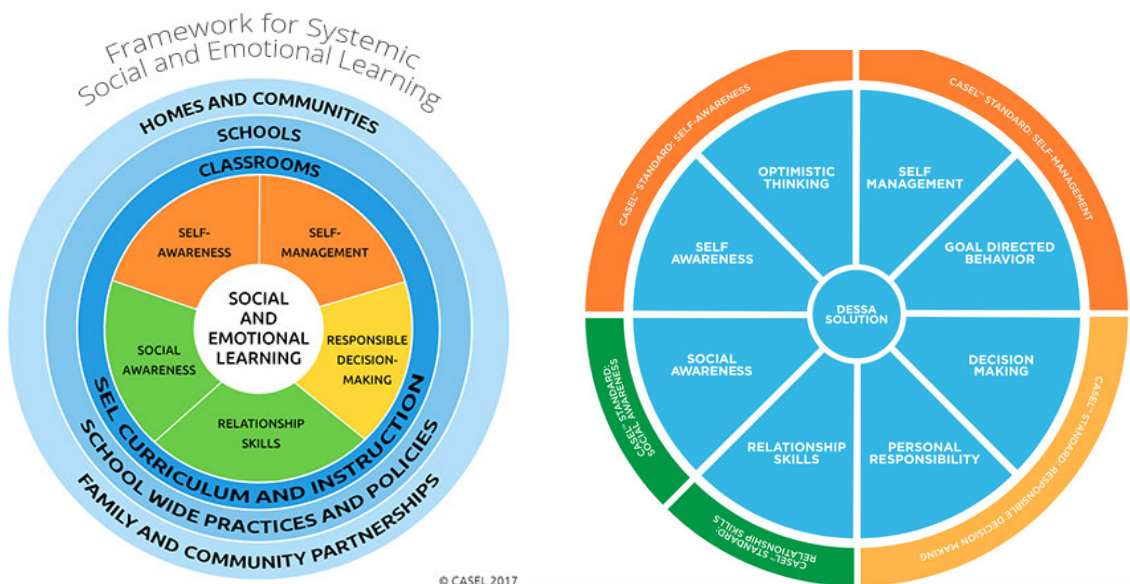 Framework for Systemic
Social and Emotional Learning
HOMES AND COMMUNITIES
SCHOOLS
CLASSROOMS
SELF-
AWARENESS
SELF-
MANAGEMENT
SOCIAL
AWARENESS
SOCIAL
AND
EMOTIONAL
LEARNING
RESPONSIBLE
DECISION-
MAKING
RELATIONSHIP
SKILLS
SEL CURRICULUM AND INSTRUCTION
SCHOOL WIDE PRACTICES AND POLICIES
FAMILY AND COMMUNITY PARTNERSHIPS
© CASEL 2017
CASEL™ STANDARD: SELF-AWARENESS
CASEL™ STANDARD: SELF-MANAGEMENT
OPTIMISTIC
THINKING
SELF
MANAGEMENT
SELF
AWARENESS
GOAL DIRECTED
BEHAVIOR
DESSA
SOLUTION
SOCIAL
AWARENESS
DECISION
MAKING
RELATIONSHIP
SKILLS
PERSONAL
RESPONSIBILITY
CASEL™ STANDARD:
SOCIAL AWARENESS
CASEL™ STANDARD:
RELATIONSHIP SKILLS
CASEL™ STANDARD: RESPONSIBLE DECISION MAKING